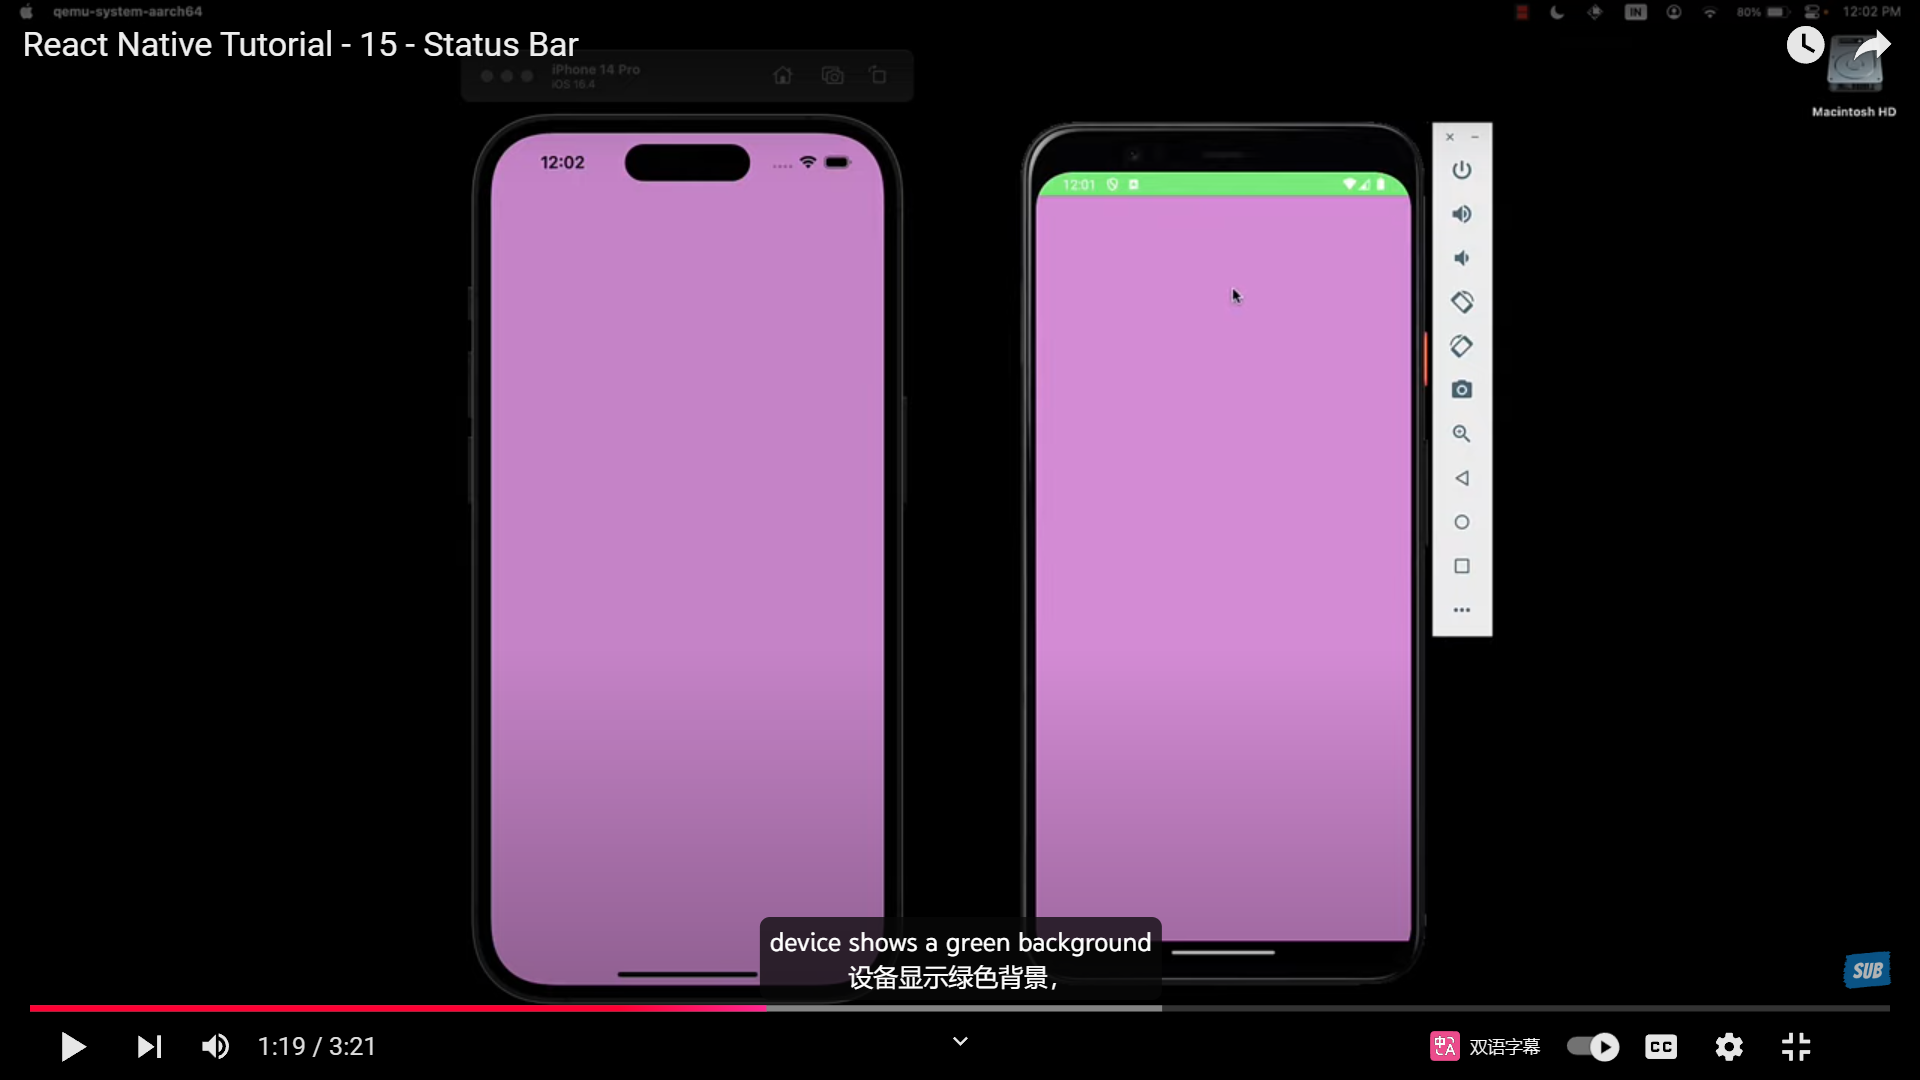 qemu-system-aarch64
IN
80%
12:02 PM
React Native Tutorial - 15 - Status Bar
iPhone 14 Pro
iOS 16.4
Macintosh HD
12:02
12:01
device shows a green background
设备显示绿色背景，
SUB
1:19 / 3:21
中
A
双语字幕
CC